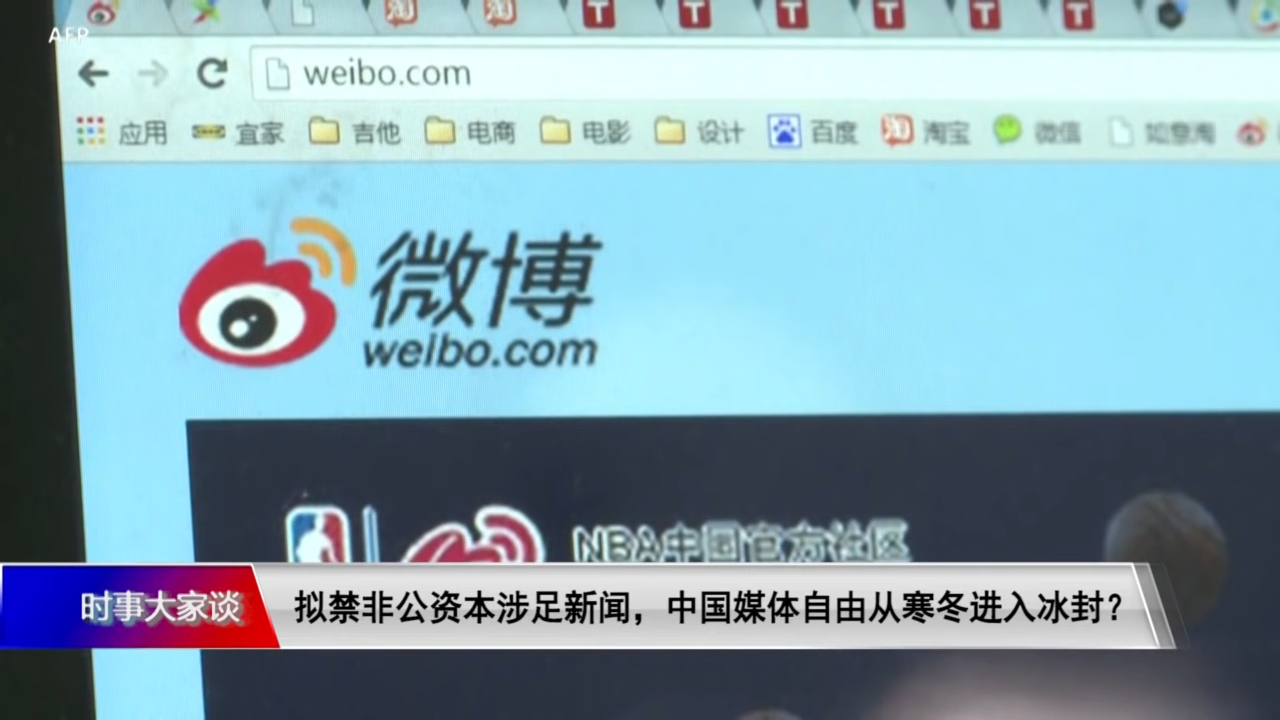 AFP
weibo.com
应用 宜家 吉他 电商 电影 设计 百度 淘宝 微信 如意淘
微博
weibo.com
NBA中国官方社区
时事大家谈 拟禁非公资本涉足新闻，中国媒体自由从寒冬进入冰封？